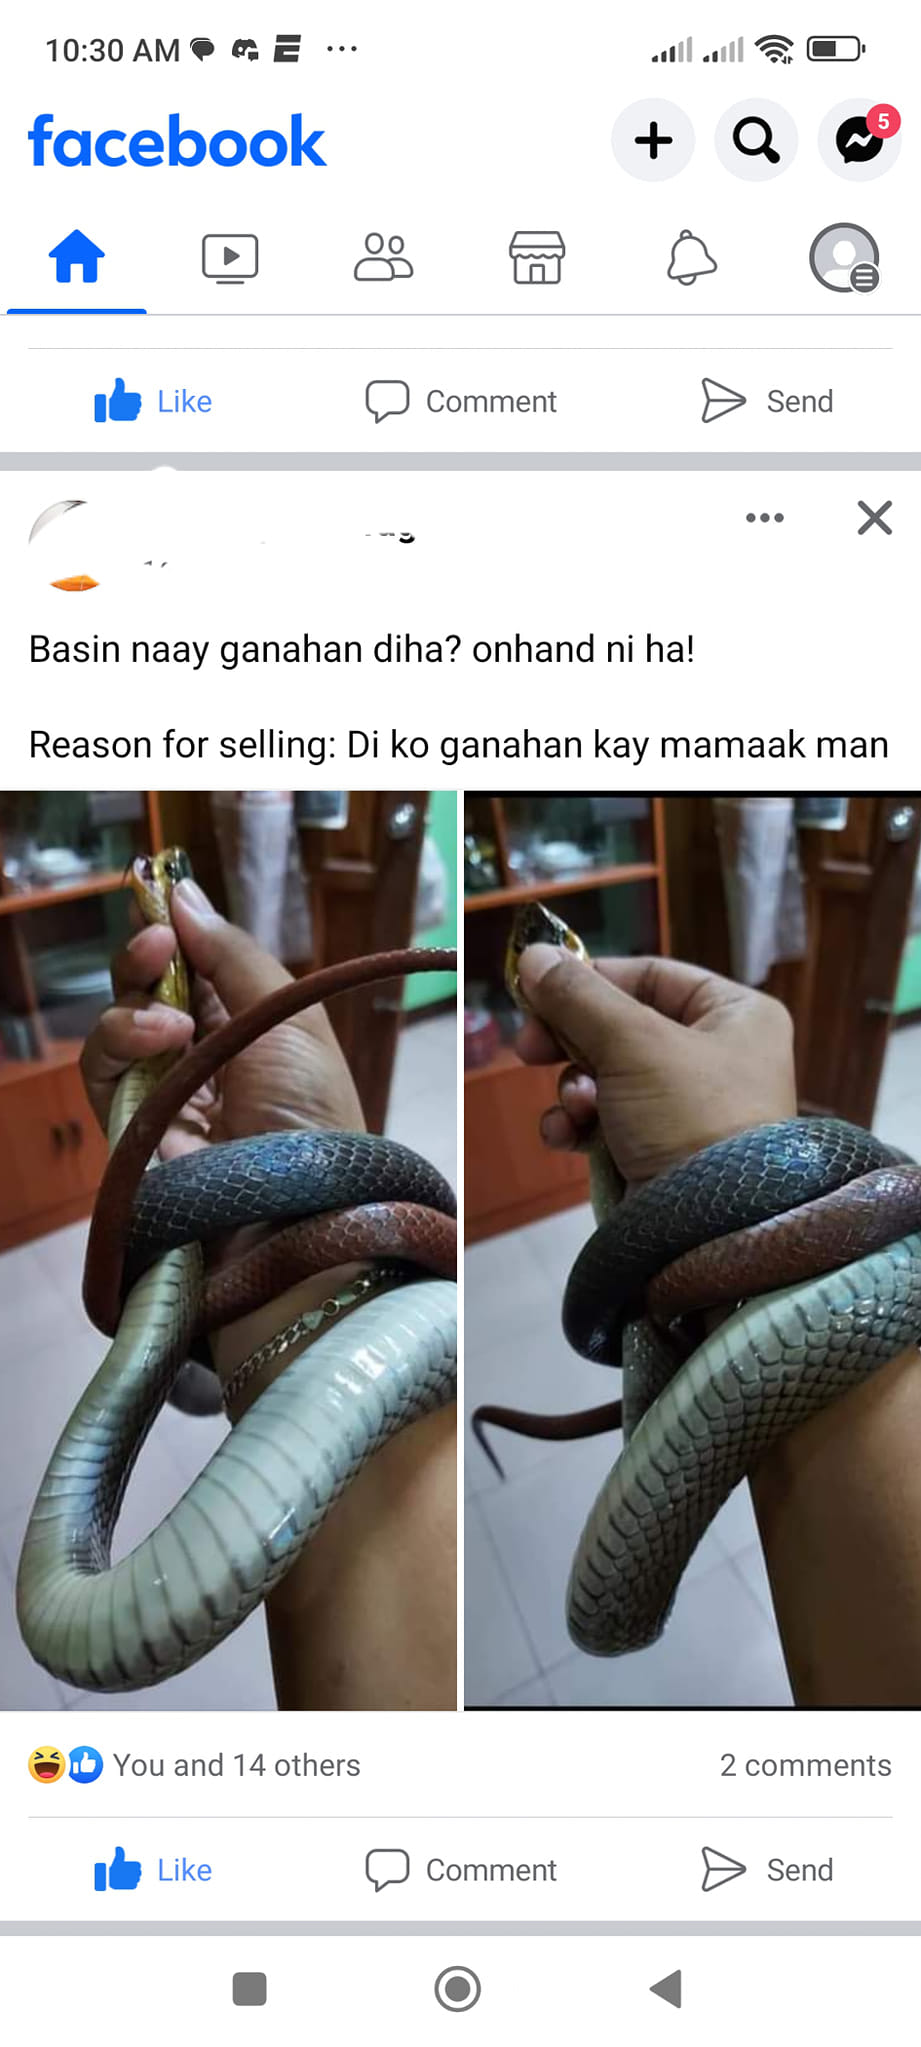 10:30 AM
facebook
5
Like
Comment
Send
Basin naay ganahan diha? onhand ni ha!
Reason for selling: Di ko ganahan kay mamaak man
You and 14 others
2 comments
Like
Comment
Send